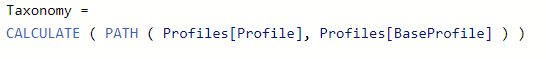 Taxonomy =
CALCULATE ( PATH ( Profiles[Profile], Profiles[BaseProfile] ) )